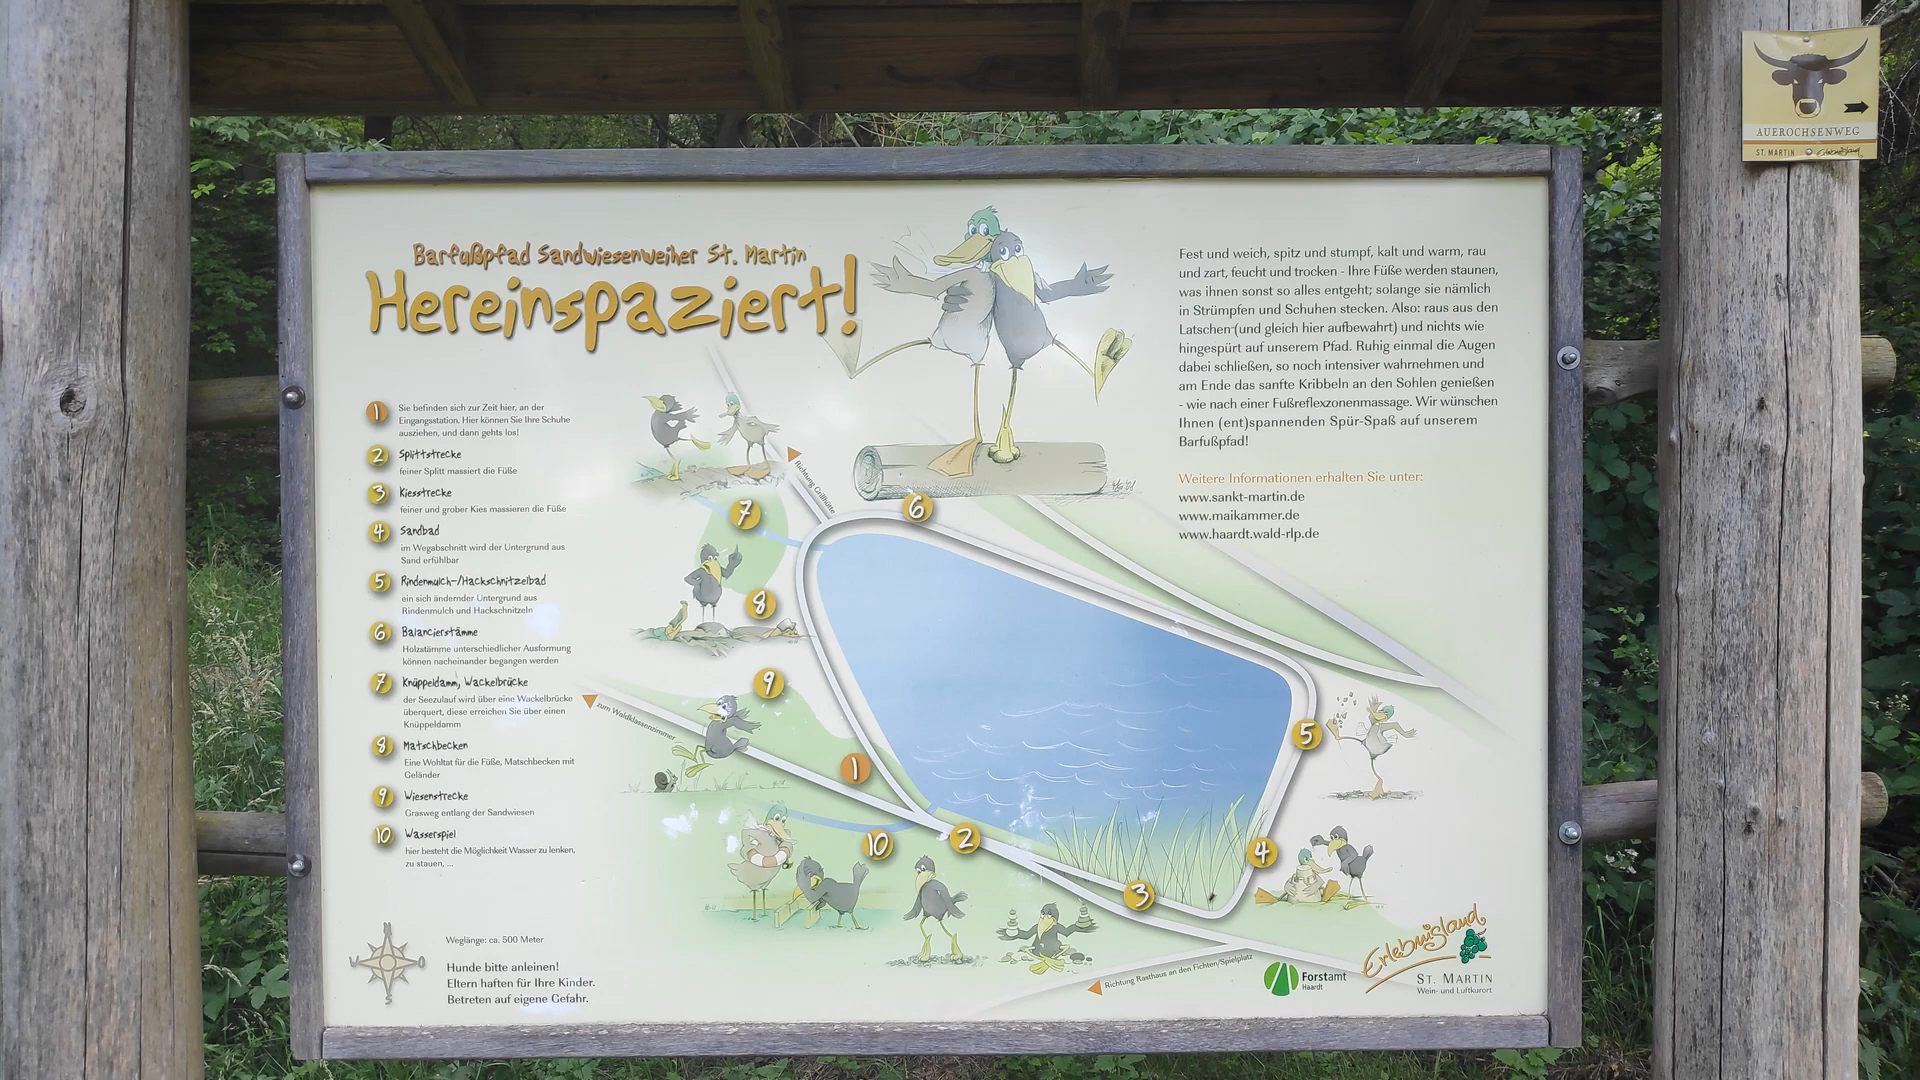 AUEROCHSENWEG
ST. MARTIN Erlebnisland
Barfußpfad Sandwiesenweiher St. Martin
Hereinspaziert!
Fest und weich, spitz und stumpf, kalt und warm, rau
und zart, feucht und trocken - Ihre Füße werden staunen,
was ihnen sonst so alles entgeht; solange sie nämlich
in Strümpfen und Schuhen stecken. Also: raus aus den
Latschen (und gleich hier aufbewahrt) und nichts wie
hingespürt auf unserem Pfad. Ruhig einmal die Augen
dabei schließen, so noch intensiver wahrnehmen und
am Ende das sanfte Kribbeln an den Sohlen genießen
- wie nach einer Fußreflexzonenmassage. Wir wünschen
Ihnen (ent)spannenden Spür-Spaß auf unserem
Barfußpfad!
Weitere Informationen erhalten Sie unter:
www.sankt-martin.de
www.maikammer.de
www.haardt.wald-rlp.de
1 Sie befinden sich zur Zeit hier, an der
Eingangsstation. Hier können Sie Ihre Schuhe
ausziehen, und dann gehts los!
2 Splittstrecke
feiner Splitt massiert die Füße
3 Kiesstrecke
feiner und grober Kies massieren die Füße
4 Sandbad
im Wegabschnitt wird der Untergrund aus
Sand erfühlbar
5 Rindenmulch-/Hackschnitzelbad
ein sich ändernder Untergrund aus
Rindenmulch und Hackschnitzeln
6 Balancierstämme
Holzstämme unterschiedlicher Ausformung
können nacheinander begangen werden
7 Knüppeldamm, Wackelbrücke
der Seezulauf wird über eine Wackelbrücke
überquert, diese erreichen Sie über einen
Knüppeldamm
8 Matschbecken
Eine Wohltat für die Füße, Matschbecken mit
Geländer
9 Wiesenstrecke
Grasweg entlang der Sandwiesen
10 Wasserspiel
hier besteht die Möglichkeit Wasser zu lenken,
zu stauen, ...
Richtung Grillhütte
6
7
8
9
zum Waldklassenzimmer
1
5
10
2
4
3
Richtung Rasthaus an den Fichten/Spielplatz
N
W O
S
Weglänge: ca. 500 Meter
Hunde bitte anleinen!
Eltern haften für Ihre Kinder.
Betreten auf eigene Gefahr.
Forstamt
Haardt
Erlebnisland
ST. MARTIN
Wein- und Luftkurort